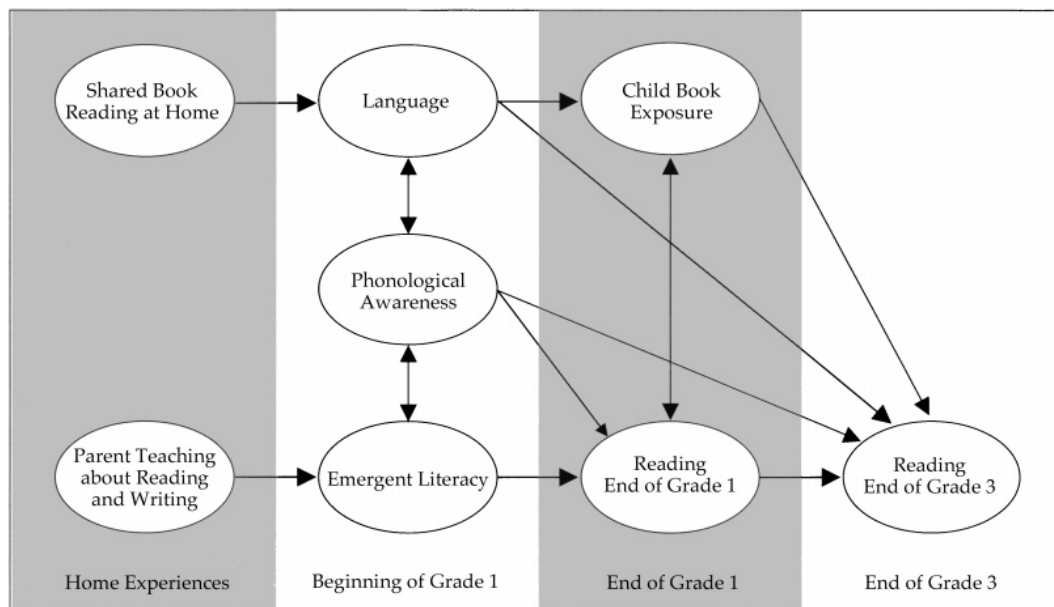 Shared Book
Reading at Home
Language
Child Book
Exposure
Phonological
Awareness
Parent Teaching
about Reading
and Writing
Emergent Literacy
Reading
End of Grade 1
Reading
End of Grade 3
Home Experiences
Beginning of Grade 1
End of Grade 1
End of Grade 3